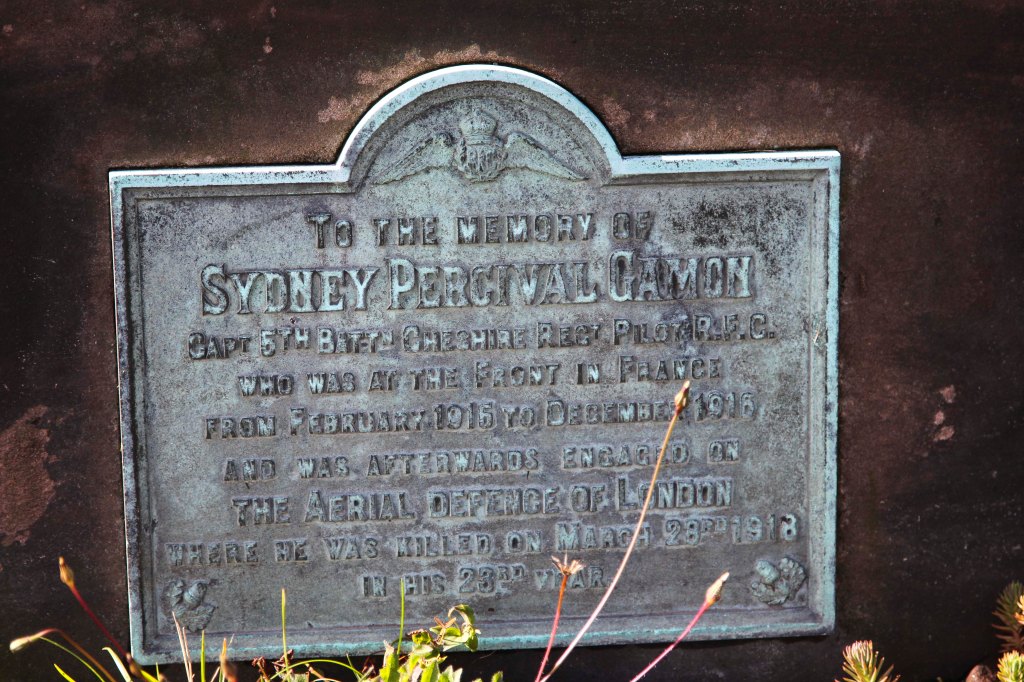 To the memory of
Sydney Percival Gamon
Capt 5th Battn Cheshire Regt Pilot R.F.C.
who was at the Front in France
from February 1915 to December 1916
and was afterwards engaged on
the Aerial defence of London
where he was killed on March 23rd 1918
in his 23rd year